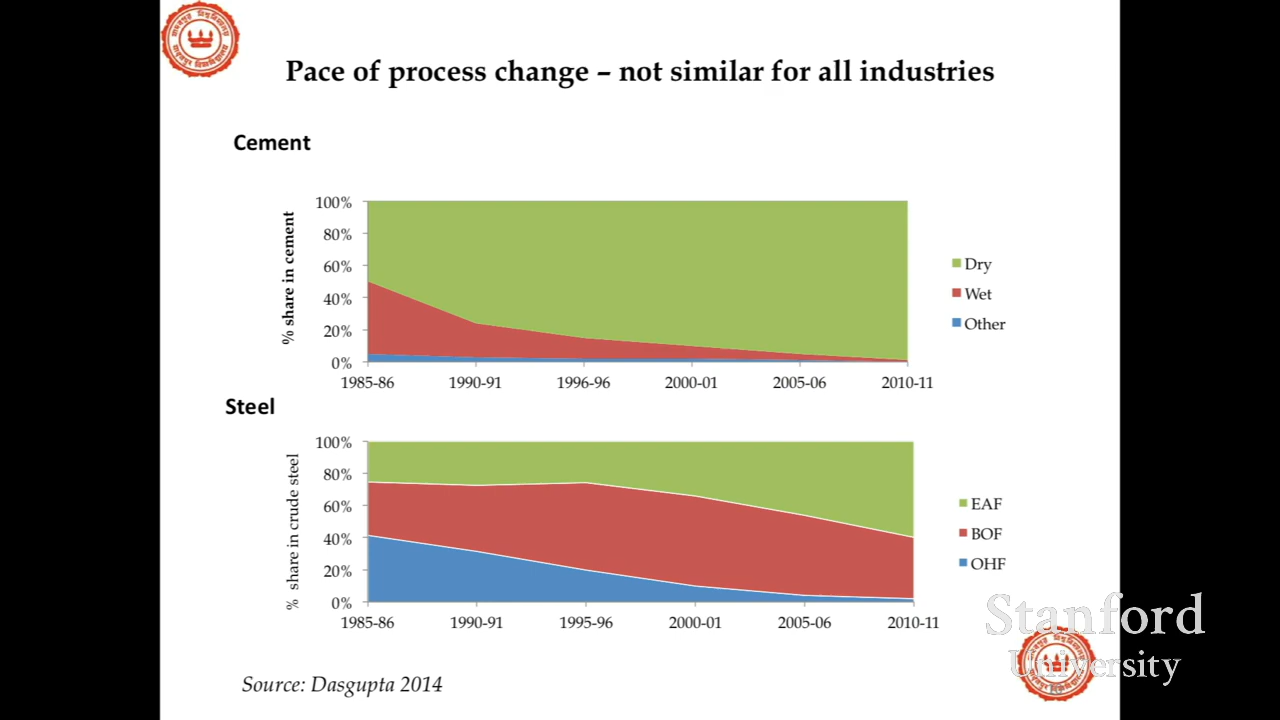 Pace of process change – not similar for all industries
Cement
% share in cement
100%
80%
60%
40%
20%
0%
1985-86 1990-91 1996-96 2000-01 2005-06 2010-11
Dry
Wet
Other
Steel
% share in crude steel
100%
80%
60%
40%
20%
0%
1985-86 1990-91 1995-96 2000-01 2005-06 2010-11
EAF
BOF
OHF
Source: Dasgupta 2014
Stanford
University